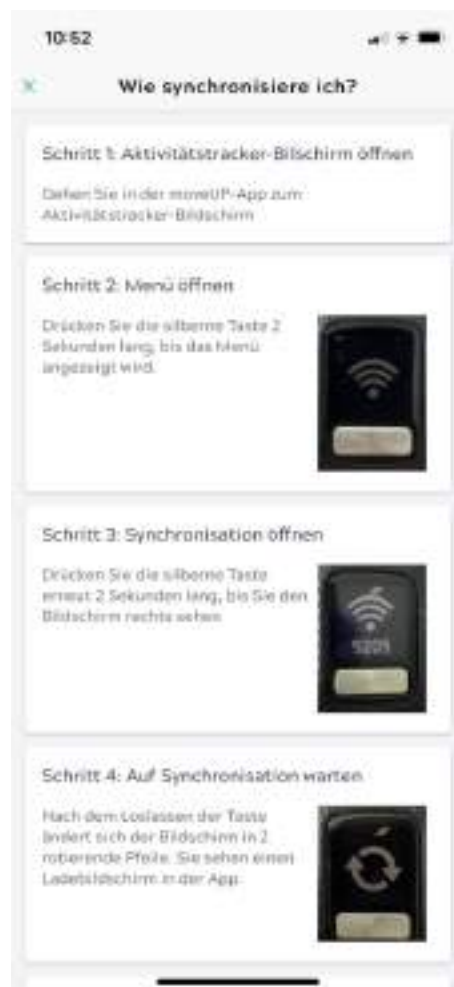 10:52
Wie synchronisiere ich?
Schritt 1: Aktivitätstracker-Bilschirm öffnen
Gehen Sie in der moveUP-App zum
Aktivitätstracker-Bildschirm
Schritt 2: Menü öffnen
Drücken Sie die silberne Taste 2
Sekunden lang, bis das Menü
angezeigt wird.
Schritt 3: Synchronisation öffnen
Drücken Sie die silberne Taste
erneut 2 Sekunden lang, bis Sie den
Bildschirm rechts sehen
Schritt 4: Auf Synchronisation warten
Nach dem Loslassen der Taste
ändert sich der Bildschirm in 2
rotierende Pfeile. Sie sehen einen
Ladebildschirm in der App.